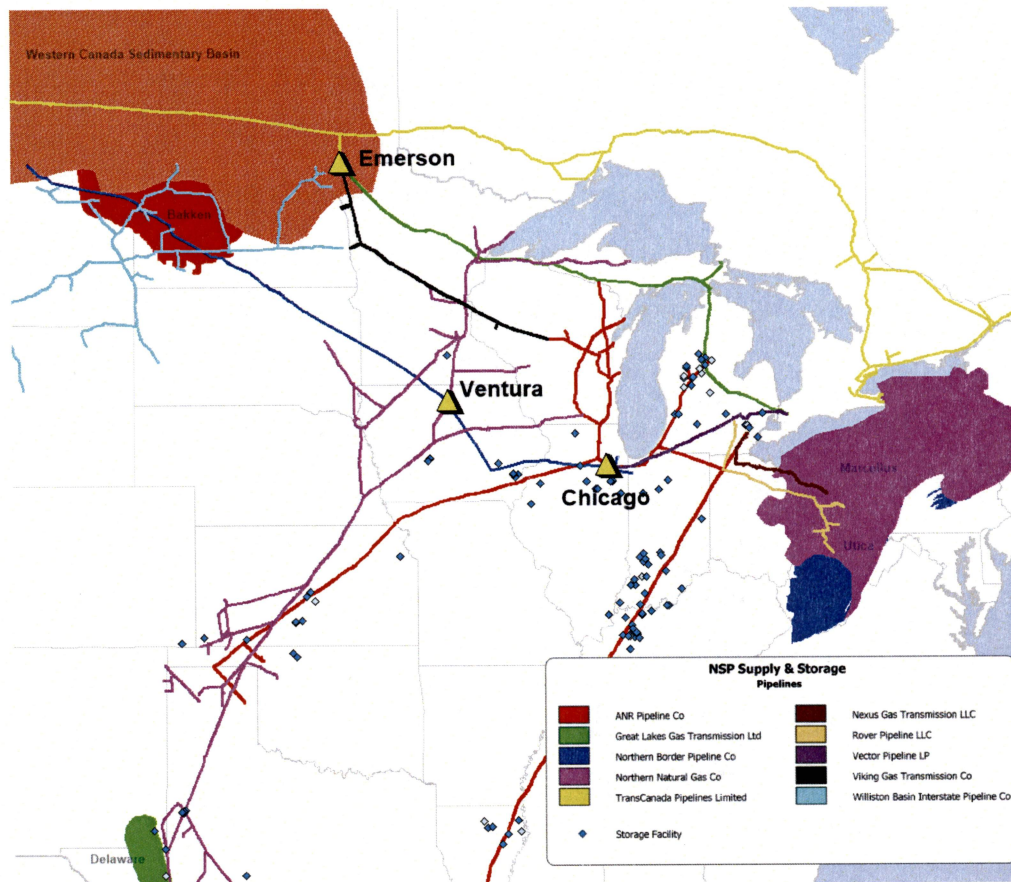 Western Canada Sedimentary Basin
Emerson
Bakken
Ventura
Chicago
Marcellus
Utica
Delaware
NSP Supply & Storage
Pipelines
ANR Pipeline Co
Great Lakes Gas Transmission Ltd
Northern Border Pipeline Co
Northern Natural Gas Co
TransCanada Pipelines Limited
Storage Facility
Nexus Gas Transmission LLC
Rover Pipeline LLC
Vector Pipeline LP
Viking Gas Transmission Co
Williston Basin Interstate Pipeline Co